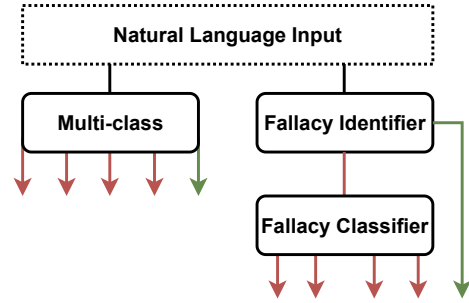 Natural Language Input
Multi-class
Fallacy Identifier
Fallacy Classifier